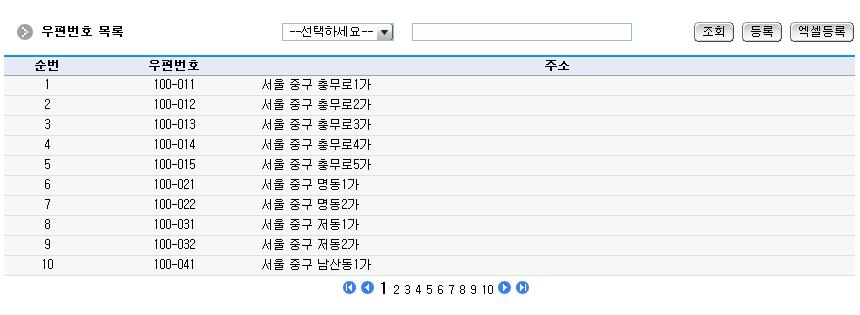 우편번호 목록 --선택하세요-- 조회 등록 엑셀등록
순번 우편번호 주소
1 100-011 서울 중구 충무로1가
2 100-012 서울 중구 충무로2가
3 100-013 서울 중구 충무로3가
4 100-014 서울 중구 충무로4가
5 100-015 서울 중구 충무로5가
6 100-021 서울 중구 명동1가
7 100-022 서울 중구 명동2가
8 100-031 서울 중구 저동1가
9 100-032 서울 중구 저동2가
10 100-041 서울 중구 남산동1가
1 2 3 4 5 6 7 8 9 10